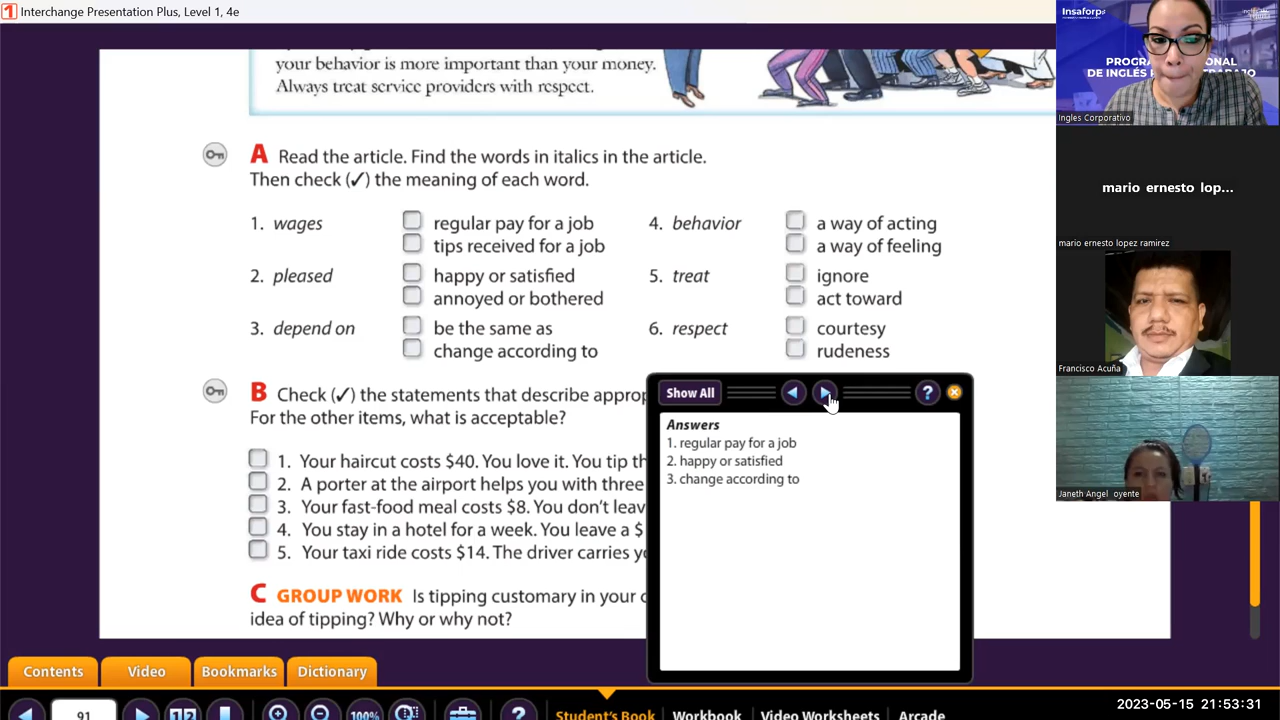 Interchange Presentation Plus, Level 1, 4e
your behavior is more important than your money.
Always treat service providers with respect.
A Read the article. Find the words in italics in the article.
Then check (✓) the meaning of each word.
1. wages
regular pay for a job
tips received for a job
2. pleased
happy or satisfied
annoyed or bothered
3. depend on
be the same as
change according to
4. behavior
a way of acting
a way of feeling
5. treat
ignore
act toward
6. respect
courtesy
rudeness
B Check (✓) the statements that describe approp
For the other items, what is acceptable?
1. Your haircut costs $40. You love it. You tip th
2. A porter at the airport helps you with three
3. Your fast-food meal costs $8. You don't leav
4. You stay in a hotel for a week. You leave a $
5. Your taxi ride costs $14. The driver carries yo
C GROUP WORK Is tipping customary in your c
idea of tipping? Why or why not?
Show All
?
Answers
1. regular pay for a job
2. happy or satisfied
3. change according to
Contents Video Bookmarks Dictionary
91
100%
?
Student's Book Workbook Video Worksheets Arcade
Insaforp
Ingles Corporativo
mario ernesto lop...
mario ernesto lopez ramirez
Francisco Acuña
Janeth Angel oyente
2023-05-15 21:53:31